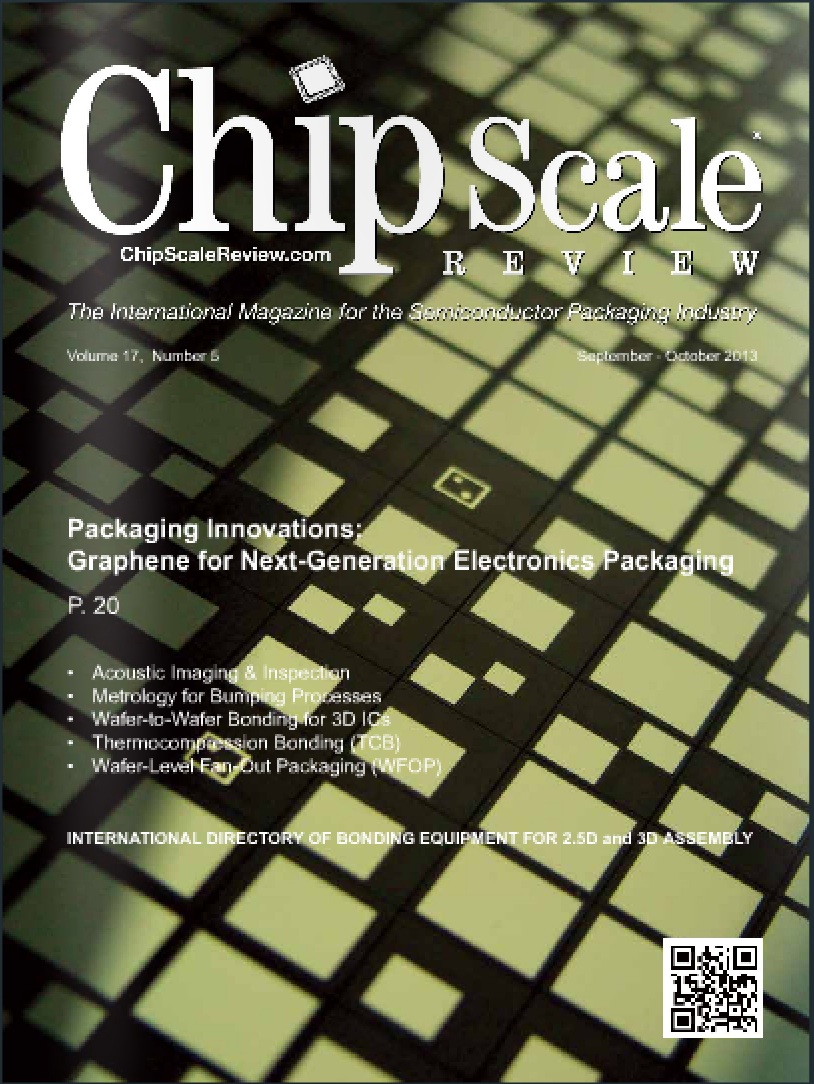 Chip Scale
ChipScaleReview.com
REVIEW
The International Magazine for the Semiconductor Packaging Industry
Volume 17, Number 5
September - October 2013
Packaging Innovations:
Graphene for Next-Generation Electronics Packaging
P. 20
• Acoustic Imaging & Inspection
• Metrology for Bumping Processes
• Wafer-to-Wafer Bonding for 3D ICs
• Thermocompression Bonding (TCB)
• Wafer-Level Fan-Out Packaging (WFOP)
INTERNATIONAL DIRECTORY OF BONDING EQUIPMENT FOR 2.5D and 3D ASSEMBLY